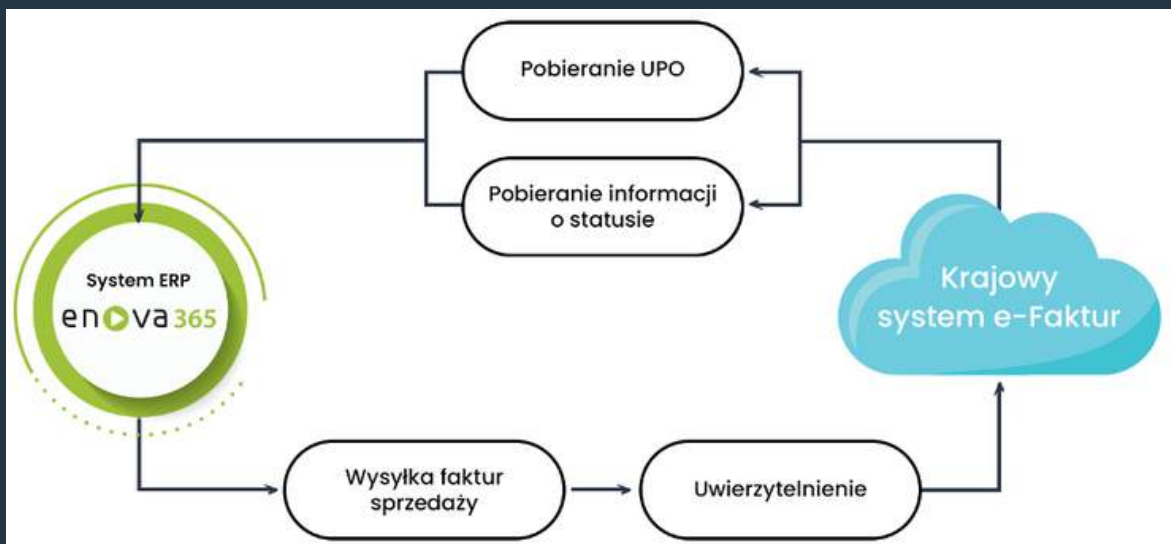 Pobieranie UPO
Pobieranie informacji
o statusie
System ERP
enova365
Krajowy
system e-Faktur
Wysyłka faktur
sprzedaży
Uwierzytelnienie